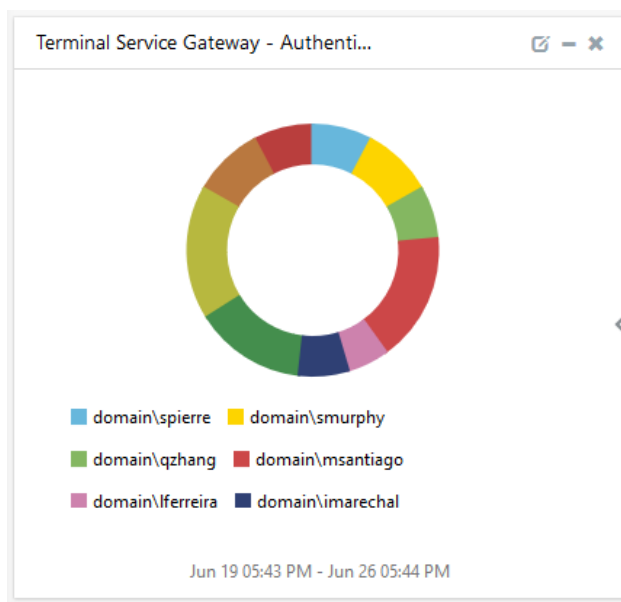 Terminal Service Gateway - Authenti...
domain\spierre domain\smurphy
domain\qzhang domain\msantiago
domain\lferreira domain\imarechal
Jun 19 05:43 PM - Jun 26 05:44 PM